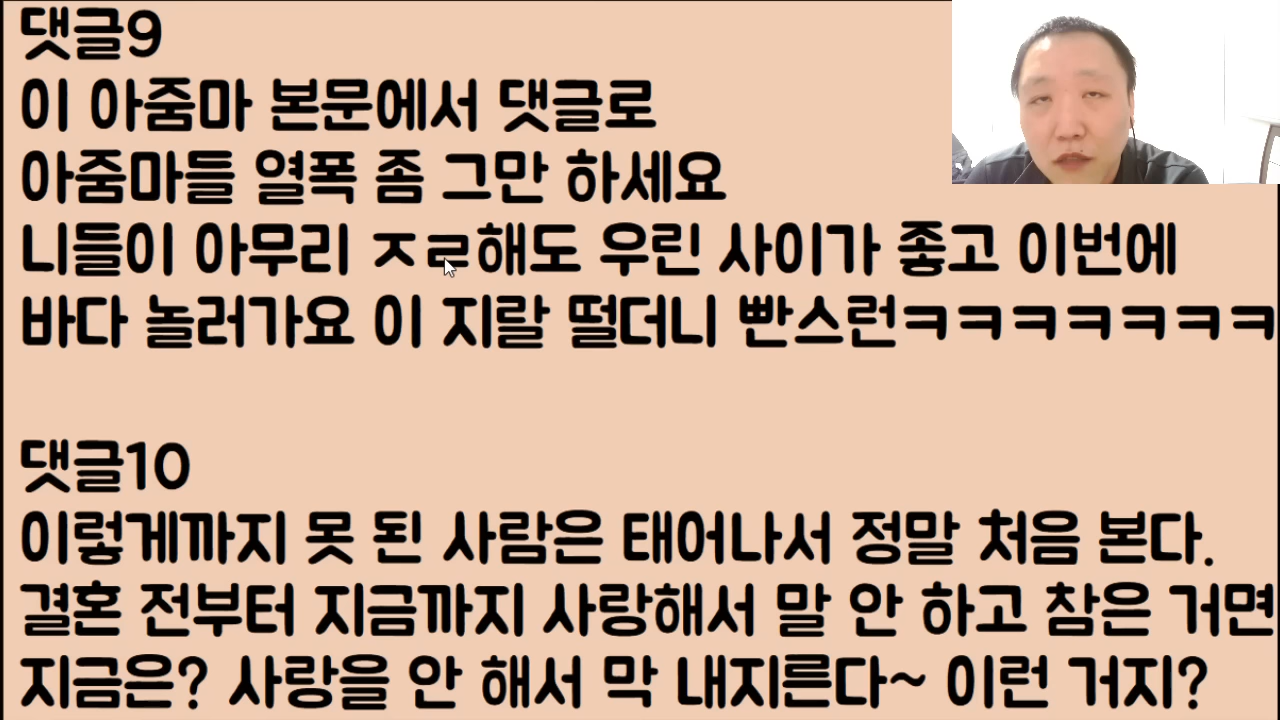 댓글9
이 아줌마 본문에서 댓글로
아줌마들 열폭 좀 그만 하세요
니들이 아무리 ㅈㄹ해도 우린 사이가 좋고 이번에
바다 놀러가요 이 지랄 떨더니 빤스런ㅋㅋㅋㅋㅋㅋㅋ
댓글10
이렇게까지 못 된 사람은 태어나서 정말 처음 본다.
결혼 전부터 지금까지 사랑해서 말 안 하고 참은 거면
지금은? 사랑을 안 해서 막 내지른다~ 이런 거지?